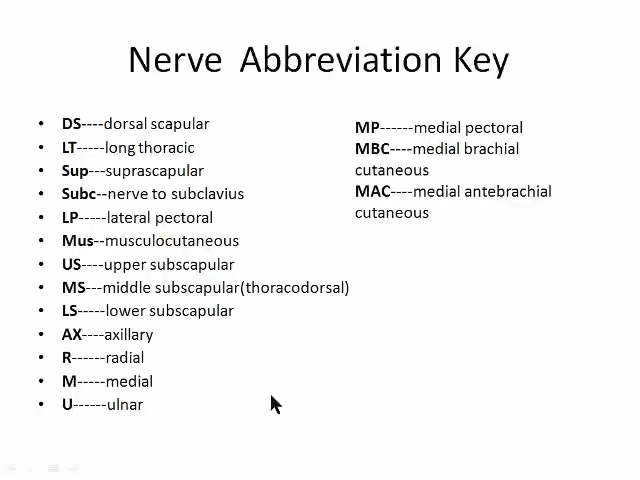 Nerve Abbreviation Key
• DS----dorsal scapular
• LT-----long thoracic
• Sup---suprascapular
• Subc--nerve to subclavius
• LP-----lateral pectoral
• Mus--musculocutaneous
• US----upper subscapular
• MS---middle subscapular(thoracodorsal)
• LS-----lower subscapular
• AX----axillary
• R------radial
• M-----medial
• U------ulnar
MP------medial pectoral
MBC----medial brachial
cutaneous
MAC----medial antebrachial
cutaneous